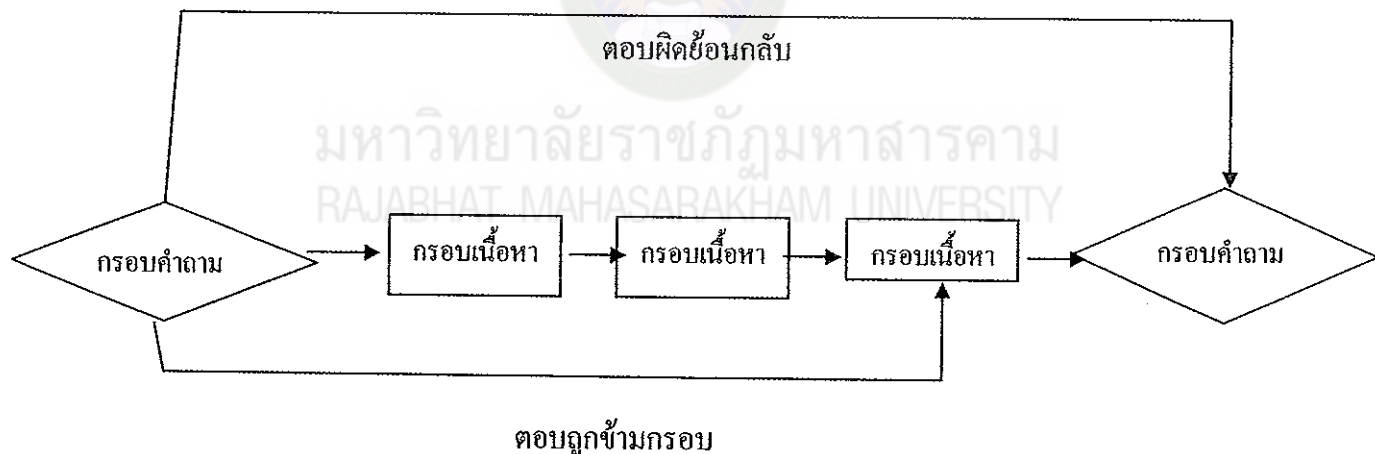 ตอบผิดย้อนกลับ
มหาวิทยาลัยราชภัฏมหาสารคาม
RAJABHAT MAHASARAKHAM UNIVERSITY
กรอบคำถาม
กรอบเนื้อหา
กรอบเนื้อหา
กรอบเนื้อหา
กรอบคำถาม
ตอบถูกข้ามกรอบ